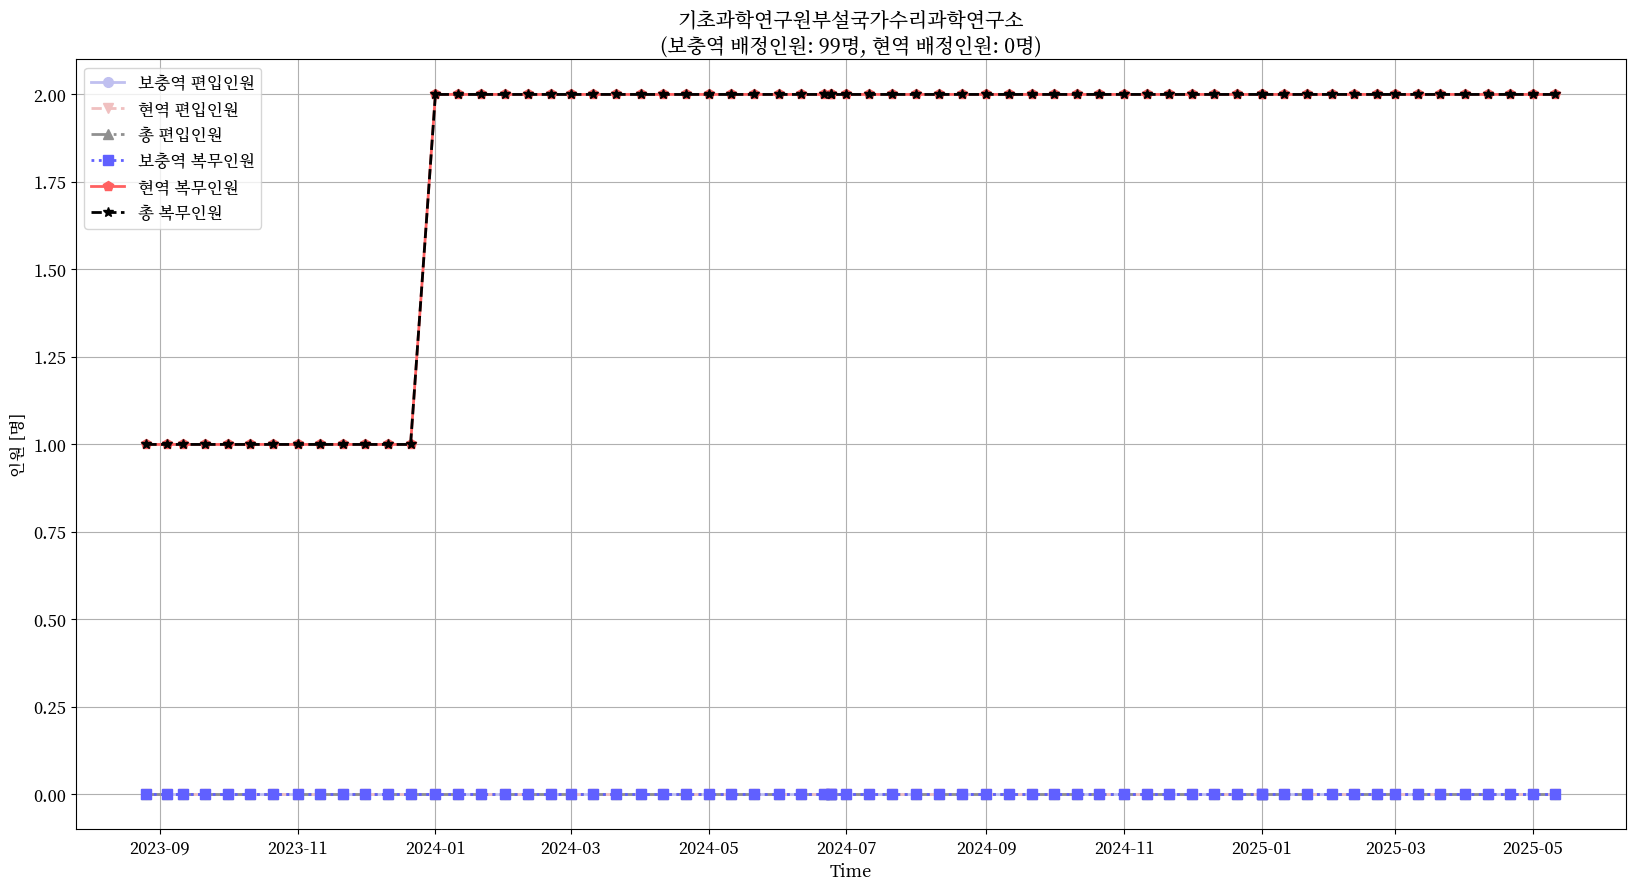 기초과학연구원부설국가수리과학연구소
(보충역 배정인원: 99명, 현역 배정인원: 0명)
보충역 편입인원
현역 편입인원
총 편입인원
보충역 복무인원
현역 복무인원
총 복무인원
2.00
1.75
1.50
1.25
1.00
0.75
0.50
0.25
0.00
인원 [명]
2023-09
2023-11
2024-01
2024-03
2024-05
2024-07
2024-09
2024-11
2025-01
2025-03
2025-05
Time